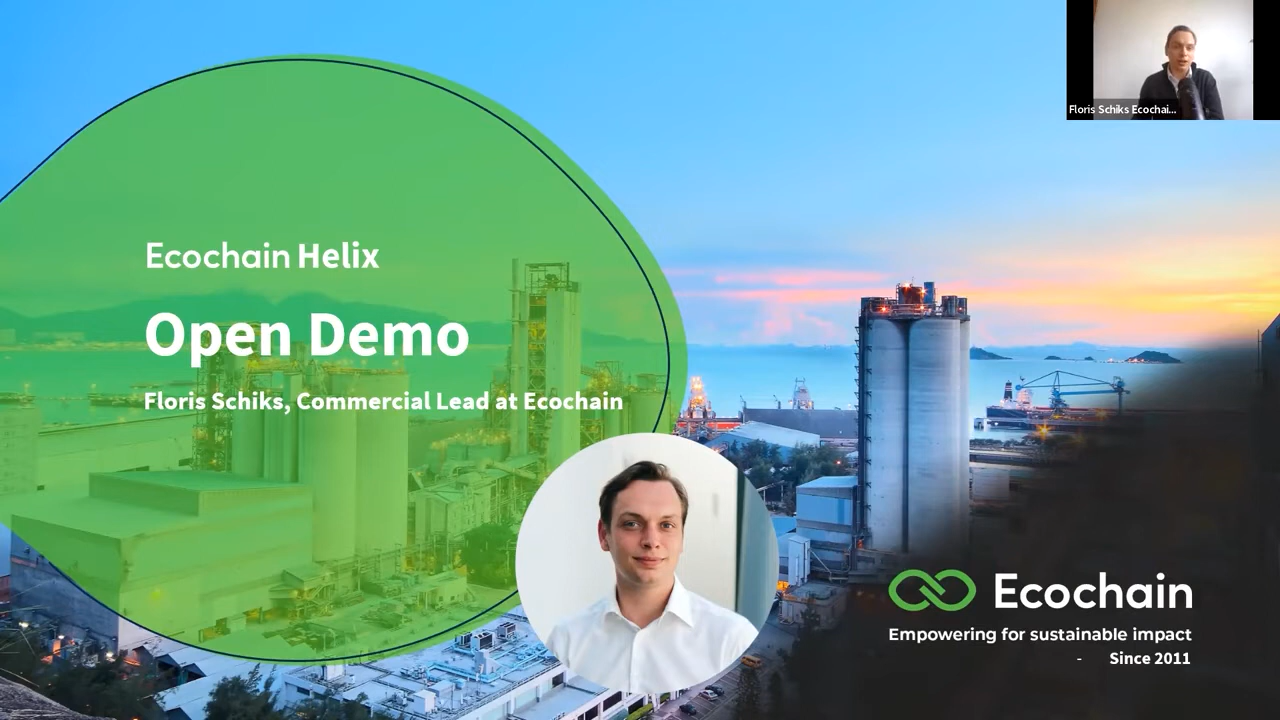 Floris Schiks Ecochai...
Ecochain Helix
Open Demo
Floris Schiks, Commercial Lead at Ecochain
Ecochain
Empowering for sustainable impact
- Since 2011